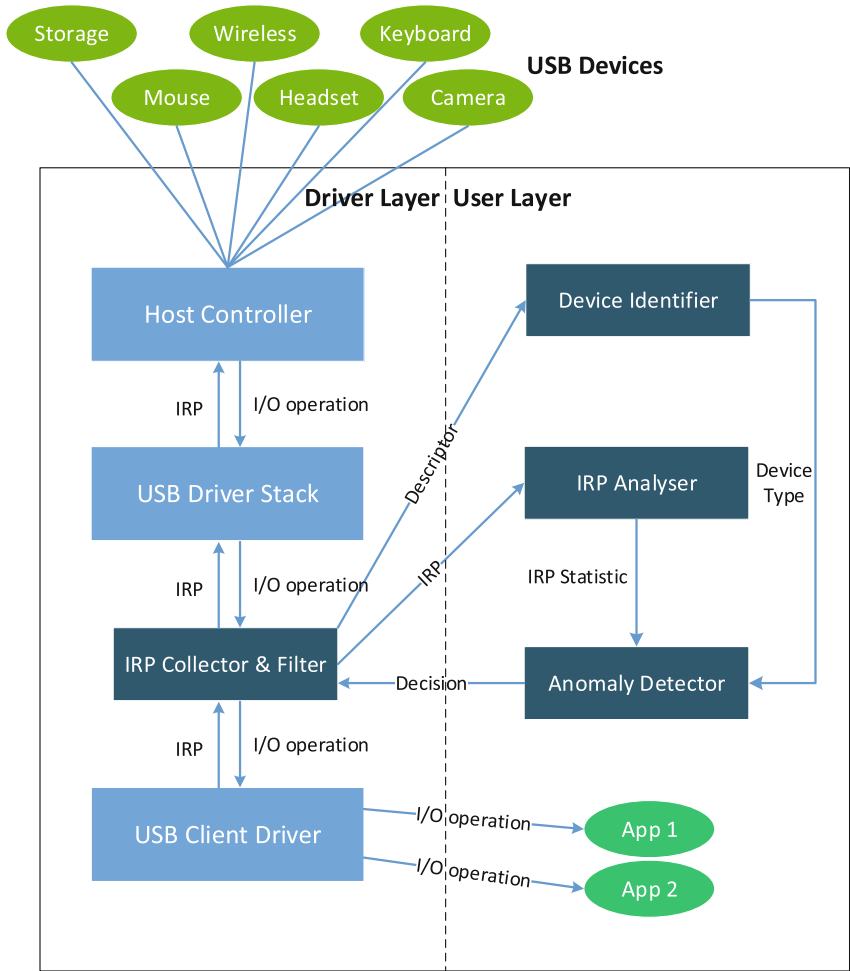 Storage
Wireless
Keyboard
USB Devices
Mouse
Headset
Camera
Driver Layer
User Layer
Host Controller
Device Identifier
IRP
I/O operation
Descriptor
USB Driver Stack
IRP Analyser
Device
Type
IRP
I/O operation
IRP
IRP Statistic
IRP Collector & Filter
Decision
Anomaly Detector
IRP
I/O operation
USB Client Driver
I/O operation
App 1
I/O operation
App 2